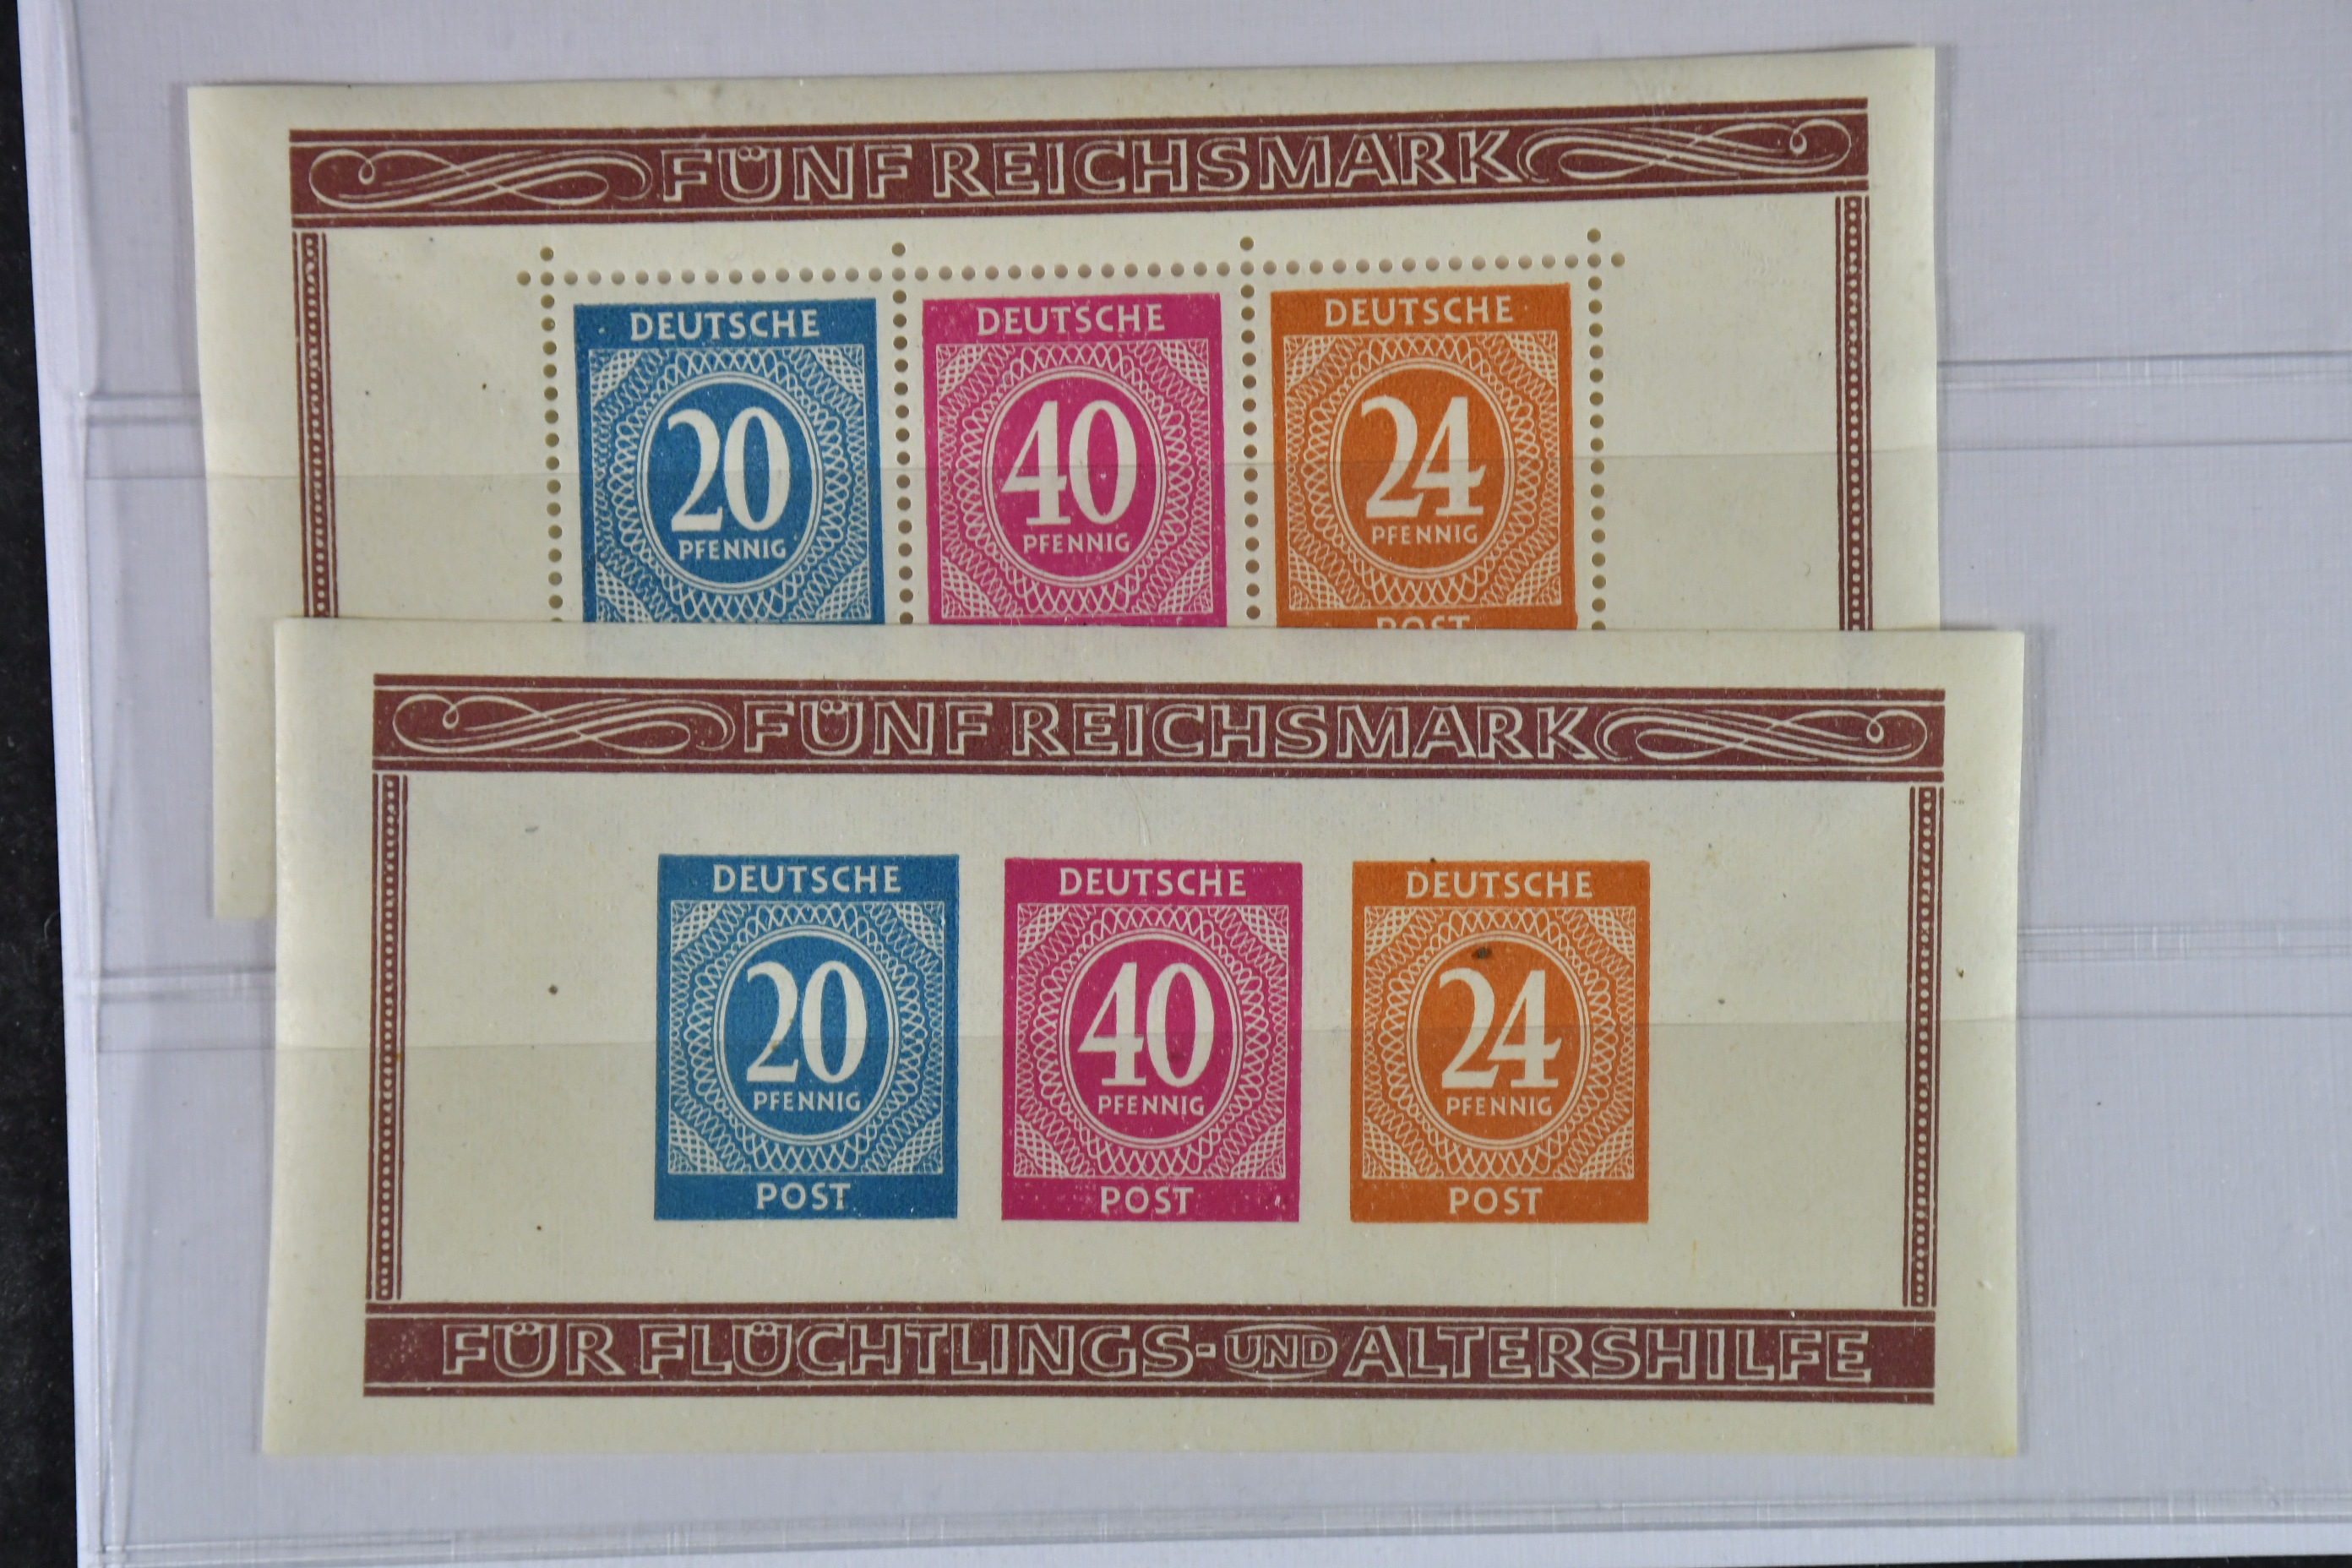 FÜNF REICHSMARK
DEUTSCHE DEUTSCHE DEUTSCHE
20 40 24
PFENNIG PFENNIG PFENNIG
POST
FÜNF REICHSMARK
DEUTSCHE DEUTSCHE DEUTSCHE
20 40 24
PFENNIG PFENNIG PFENNIG
POST POST POST
FÜR FLÜCHTLINGS-UND ALTERSHILFE